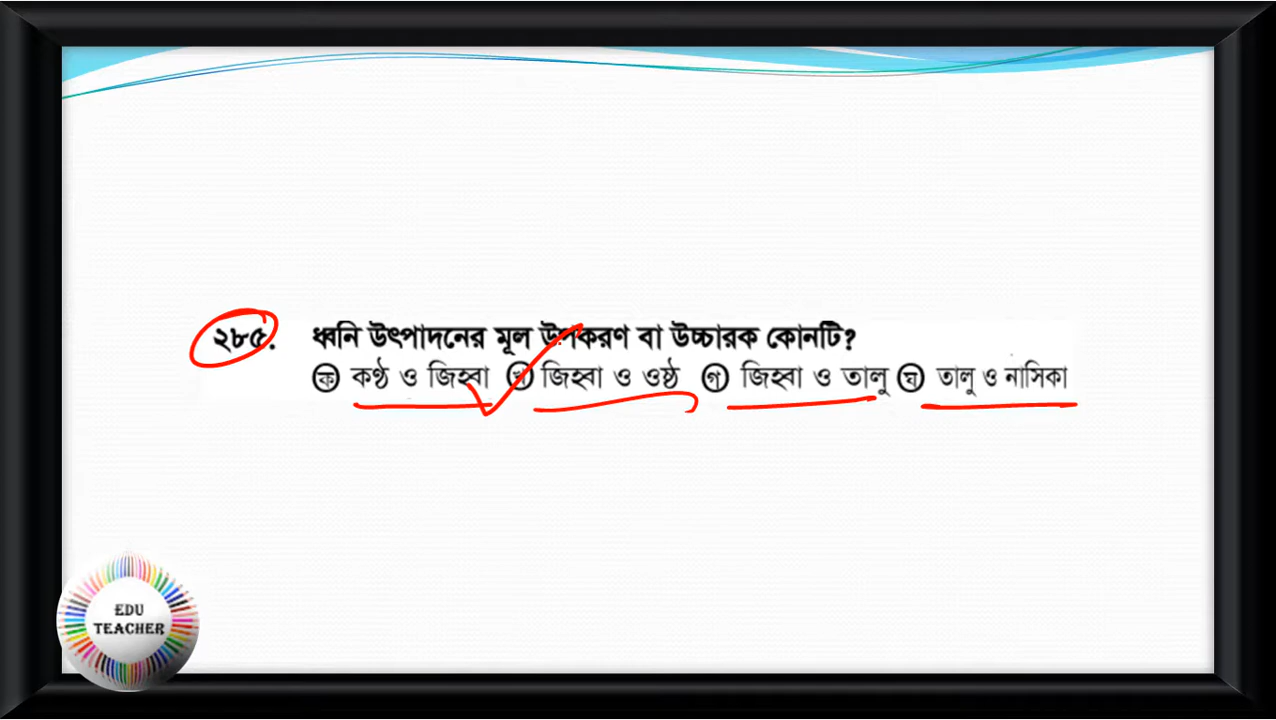 ২৮৫. ধ্বনি উৎপাদনের মূল উপকরণ বা উচ্চারক কোনটি?
ক কণ্ঠ ও জিহ্বা খ জিহ্বা ও ওষ্ঠ গ জিহ্বা ও তালু ঘ তালু ও নাসিকা
EDU
TEACHER